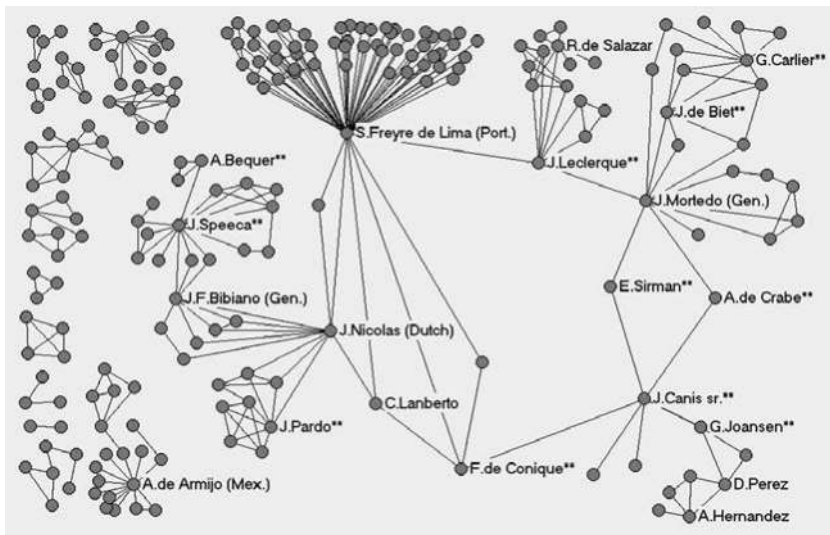 R.de Salazar
G.Carlier**
J.de Biet**
S.Freyre de Lima (Port.)
A.Bequer**
J.Leclerque**
J.Mortedo (Gen.)
J.Speeca**
E.Sirman**
J.F.Bibiano (Gen.)
A.de Crabe**
J.Nicolas (Dutch)
C.Lanberto
J.Canis sr.**
J.Pardo**
G.Joansen**
F.de Conique**
A.de Armijo (Mex.)
D.Perez
A.Hernandez